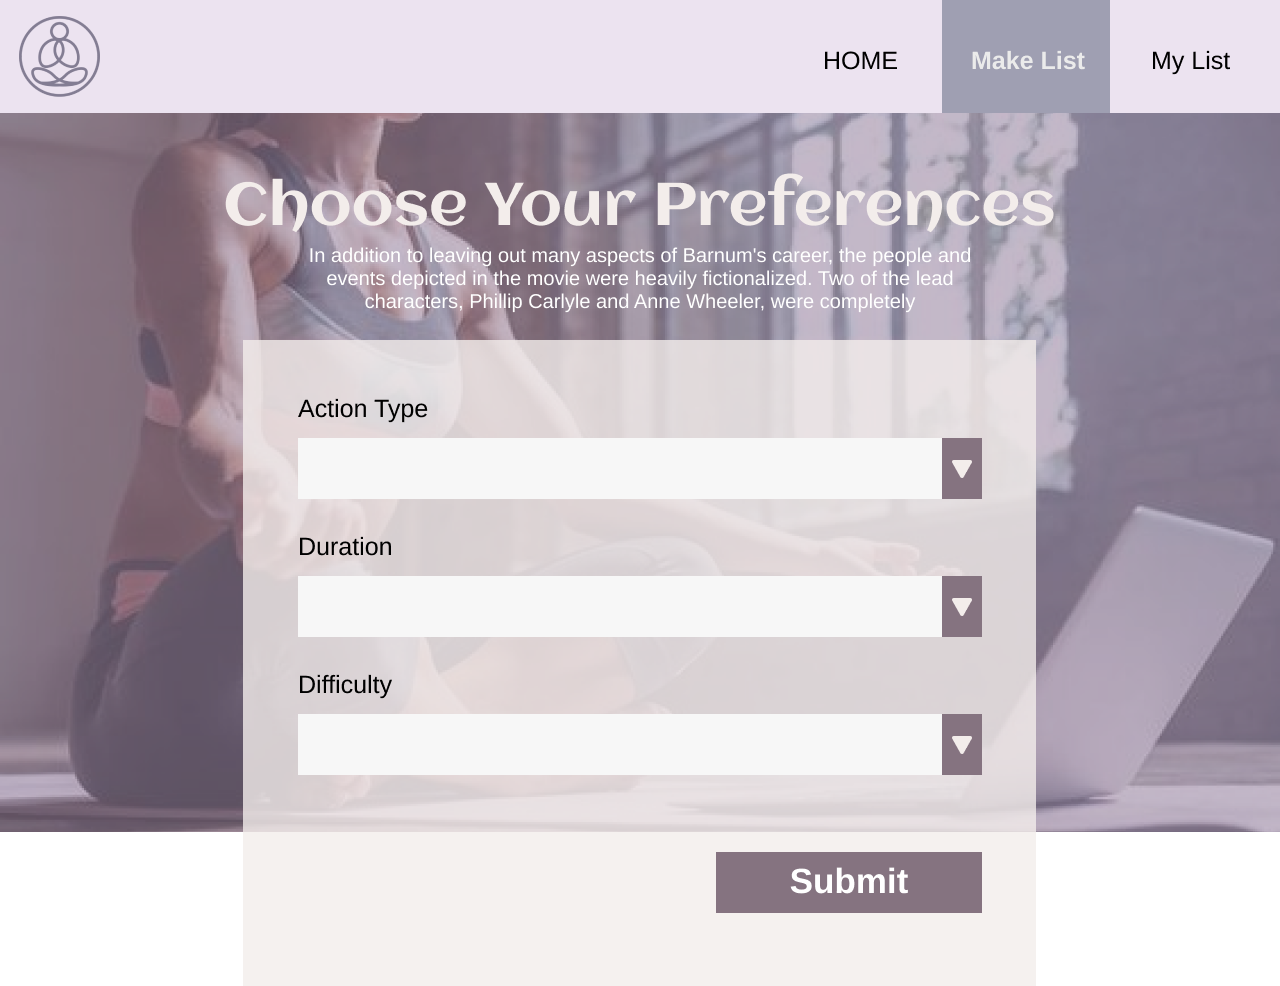 HOME
Make List
My List
Choose Your Preferences
In addition to leaving out many aspects of Barnum's career, the people and
events depicted in the movie were heavily fictionalized. Two of the lead
characters, Phillip Carlyle and Anne Wheeler, were completely
Action Type
Duration
Difficulty
Submit